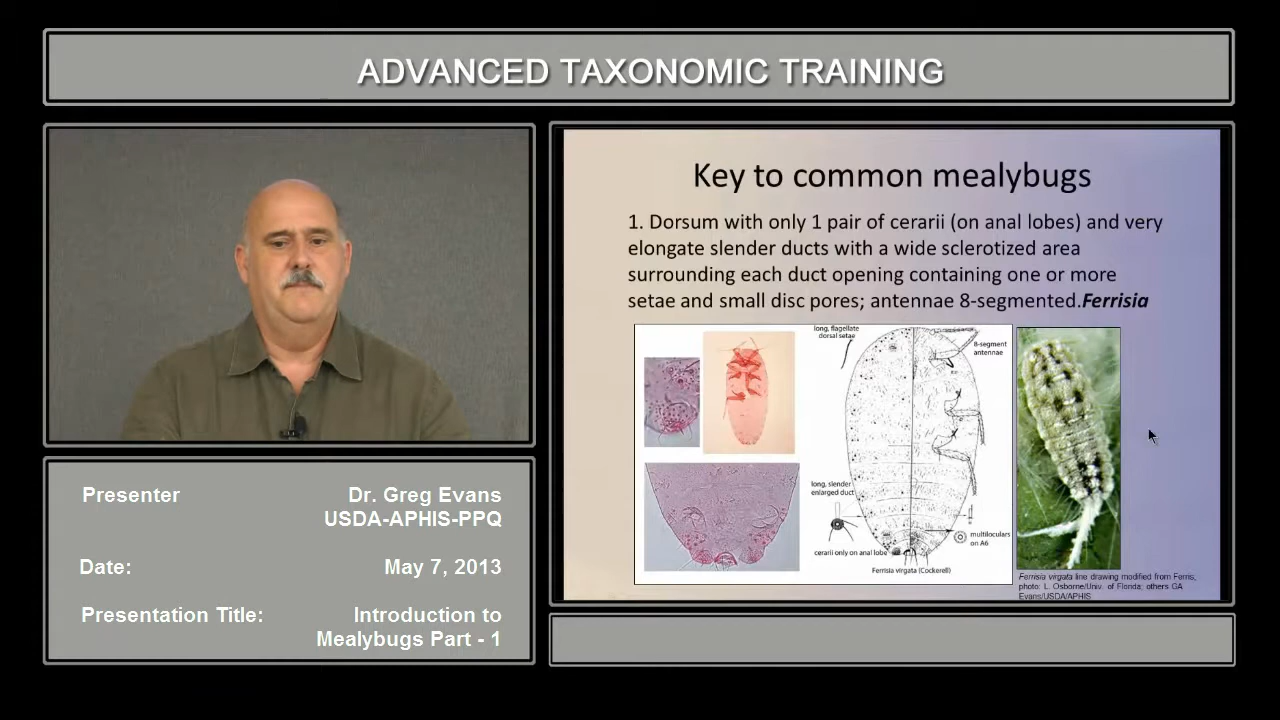 ADVANCED TAXONOMIC TRAINING
Presenter
Dr. Greg Evans
USDA-APHIS-PPQ
Date:
May 7, 2013
Presentation Title:
Introduction to
Mealybugs Part - 1
Key to common mealybugs
1. Dorsum with only 1 pair of cerarii (on anal lobes) and very
elongate slender ducts with a wide sclerotized area
surrounding each duct opening containing one or more
setae and small disc pores; antennae 8-segmented.Ferrisia
long, flagellate
dorsal setae
8-segment
antennae
long, slender
enlarged duct
multiloculars
on A6
cerarii only on anal lobe
Ferrisia virgata (Cockerell)
Ferrisia virgata line drawing modified from Ferris;
photo: L. Osborne/Univ. of Florida; others GA
Evans/USDA/APHIS